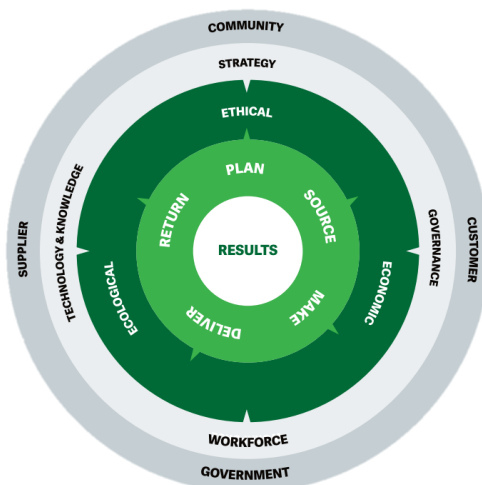 COMMUNITY
STRATEGY
ETHICAL
PLAN
SOURCE
RETURN
TECHNOLOGY & KNOWLEDGE
SUPPLIER
RESULTS
GOVERNANCE
CUSTOMER
ECOLOGICAL
ECONOMIC
MAKE
DELIVER
WORKFORCE
GOVERNMENT